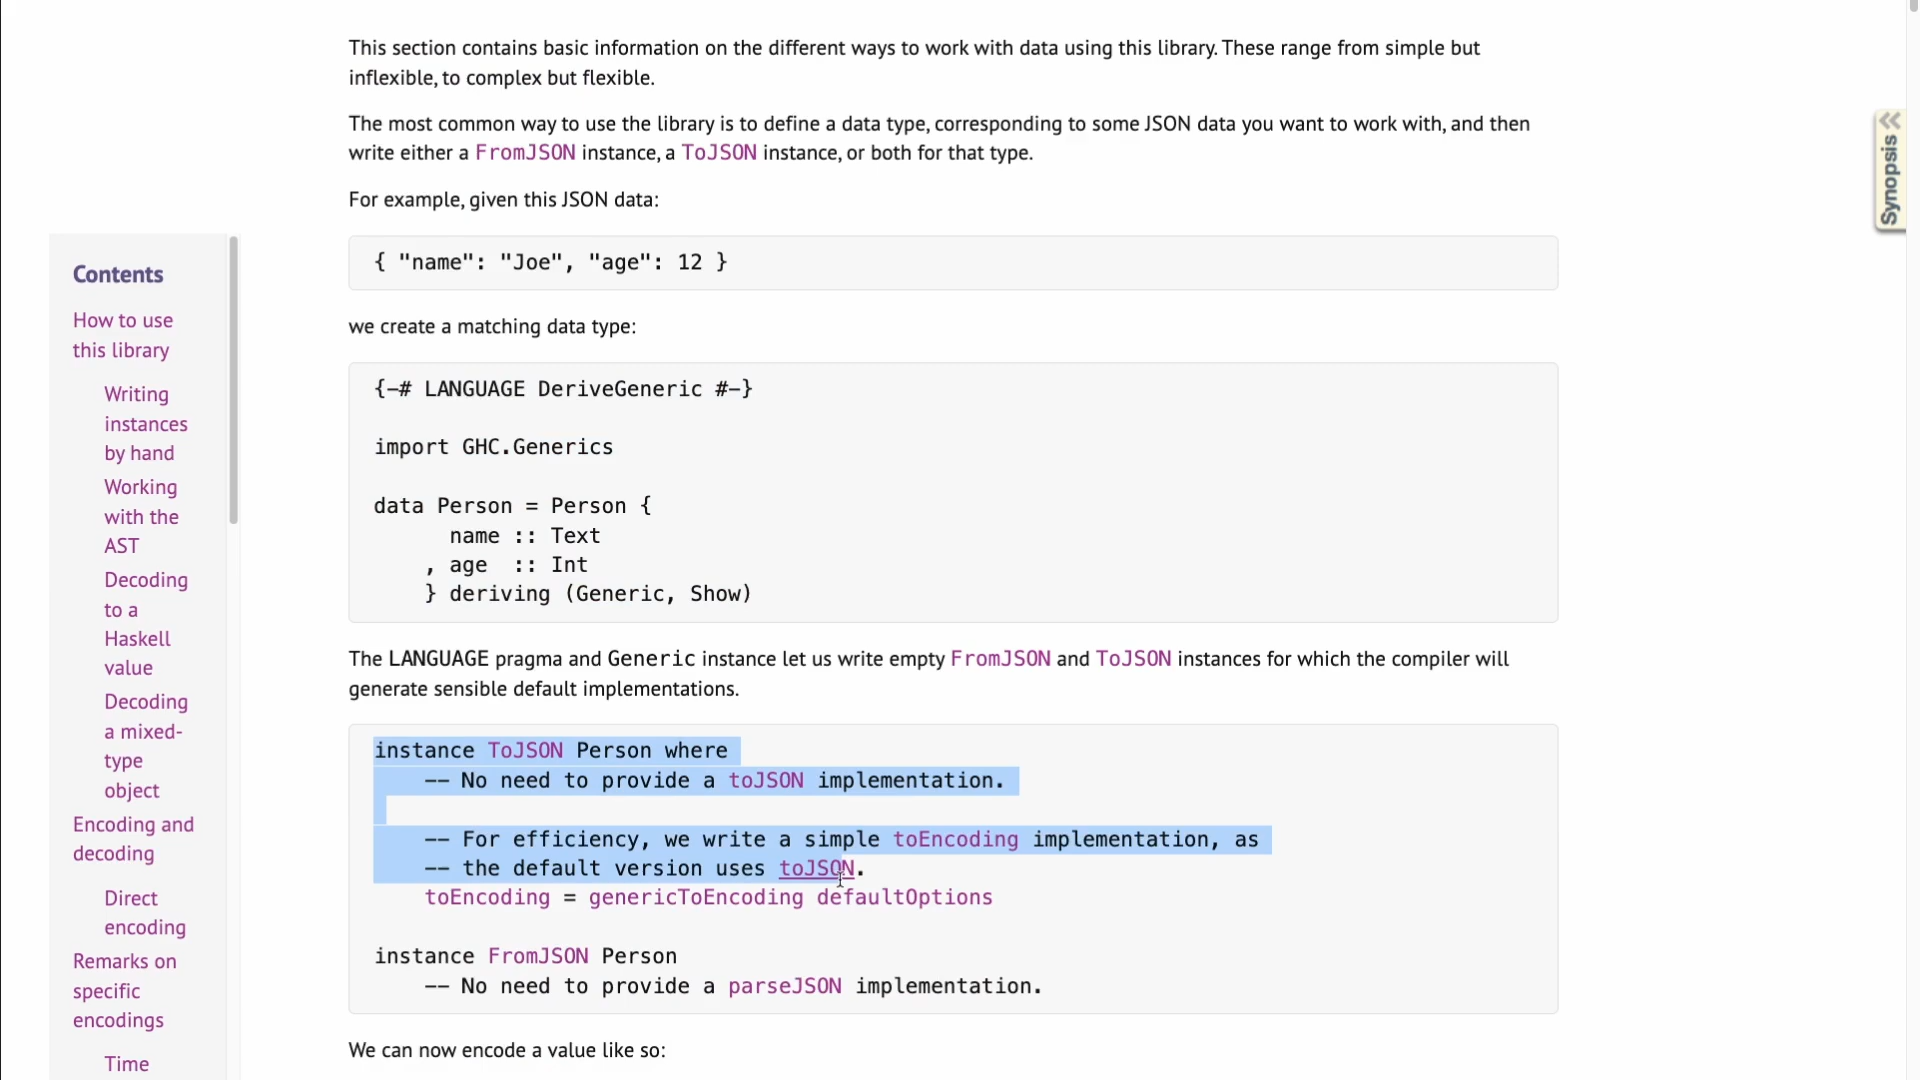 This section contains basic information on the different ways to work with data using this library. These range from simple but
inflexible, to complex but flexible.
The most common way to use the library is to define a data type, corresponding to some JSON data you want to work with, and then
write either a FromJSON instance, a ToJSON instance, or both for that type.
For example, given this JSON data:
{ "name": "Joe", "age": 12 }
we create a matching data type:
{-# LANGUAGE DeriveGeneric #-}
import GHC.Generics
data Person = Person {
      name :: Text
    , age  :: Int
    } deriving (Generic, Show)
The LANGUAGE pragma and Generic instance let us write empty FromJSON and ToJSON instances for which the compiler will
generate sensible default implementations.
instance ToJSON Person where
    -- No need to provide a toJSON implementation.
    -- For efficiency, we write a simple toEncoding implementation, as
    -- the default version uses toJSON.
    toEncoding = genericToEncoding defaultOptions
instance FromJSON Person
    -- No need to provide a parseJSON implementation.
We can now encode a value like so:
Contents
How to use
this library
Writing
instances
by hand
Working
with the
AST
Decoding
to a
Haskell
value
Decoding
a mixed-
type
object
Encoding and
decoding
Direct
encoding
Remarks on
specific
encodings
Time
Synopsis